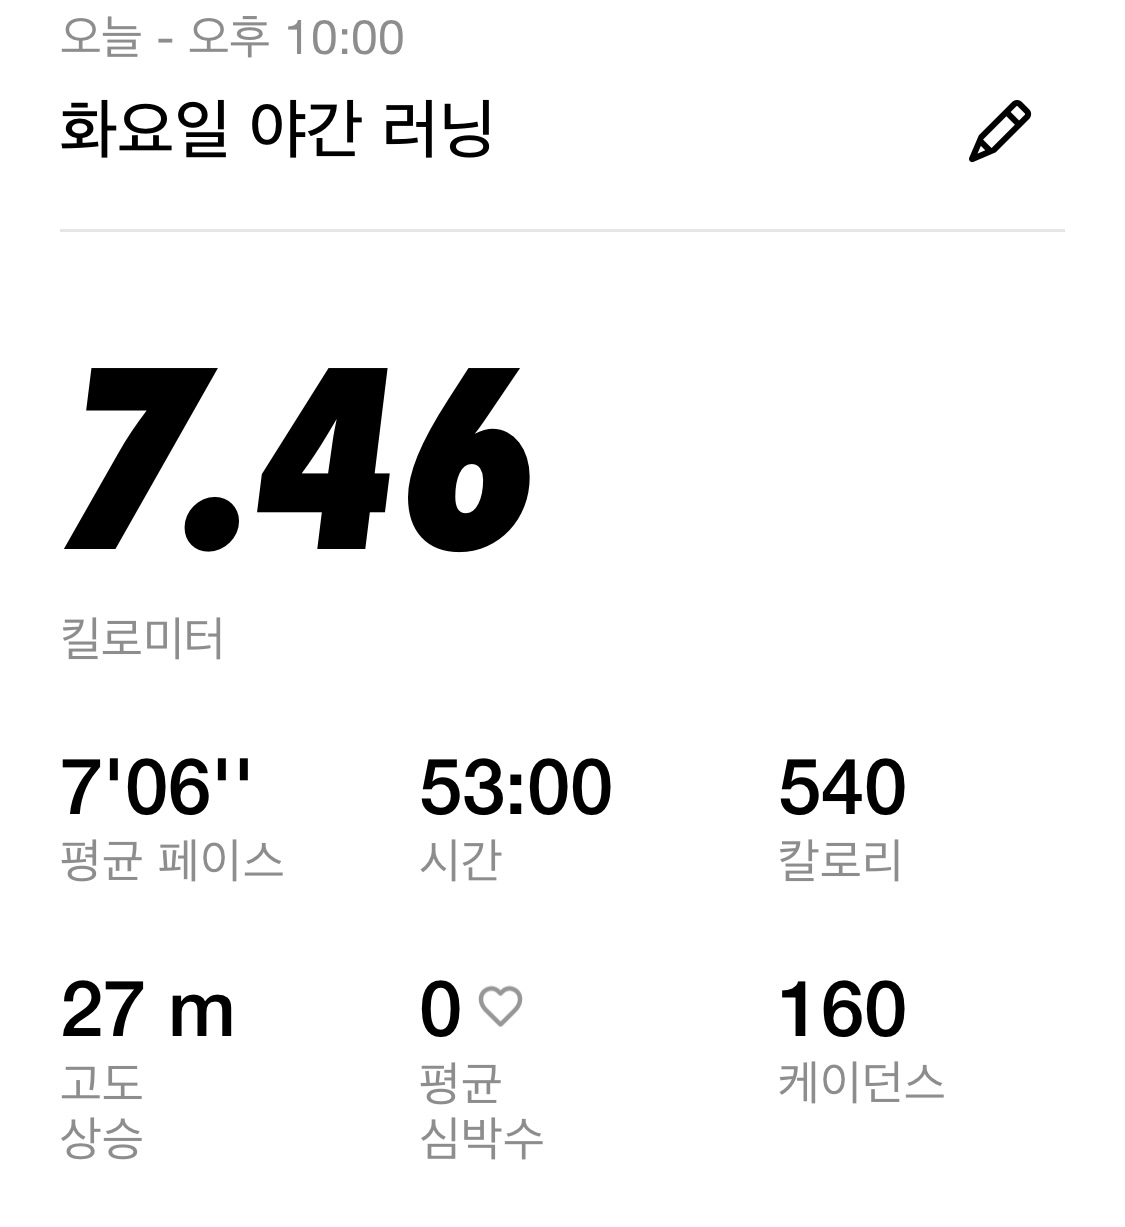 오늘 - 오후 10:00
화요일 야간 러닝
7.46
킬로미터
7'06''
평균 페이스
53:00
시간
540
칼로리
27 m
고도
상승
0
평균
심박수
160
케이던스